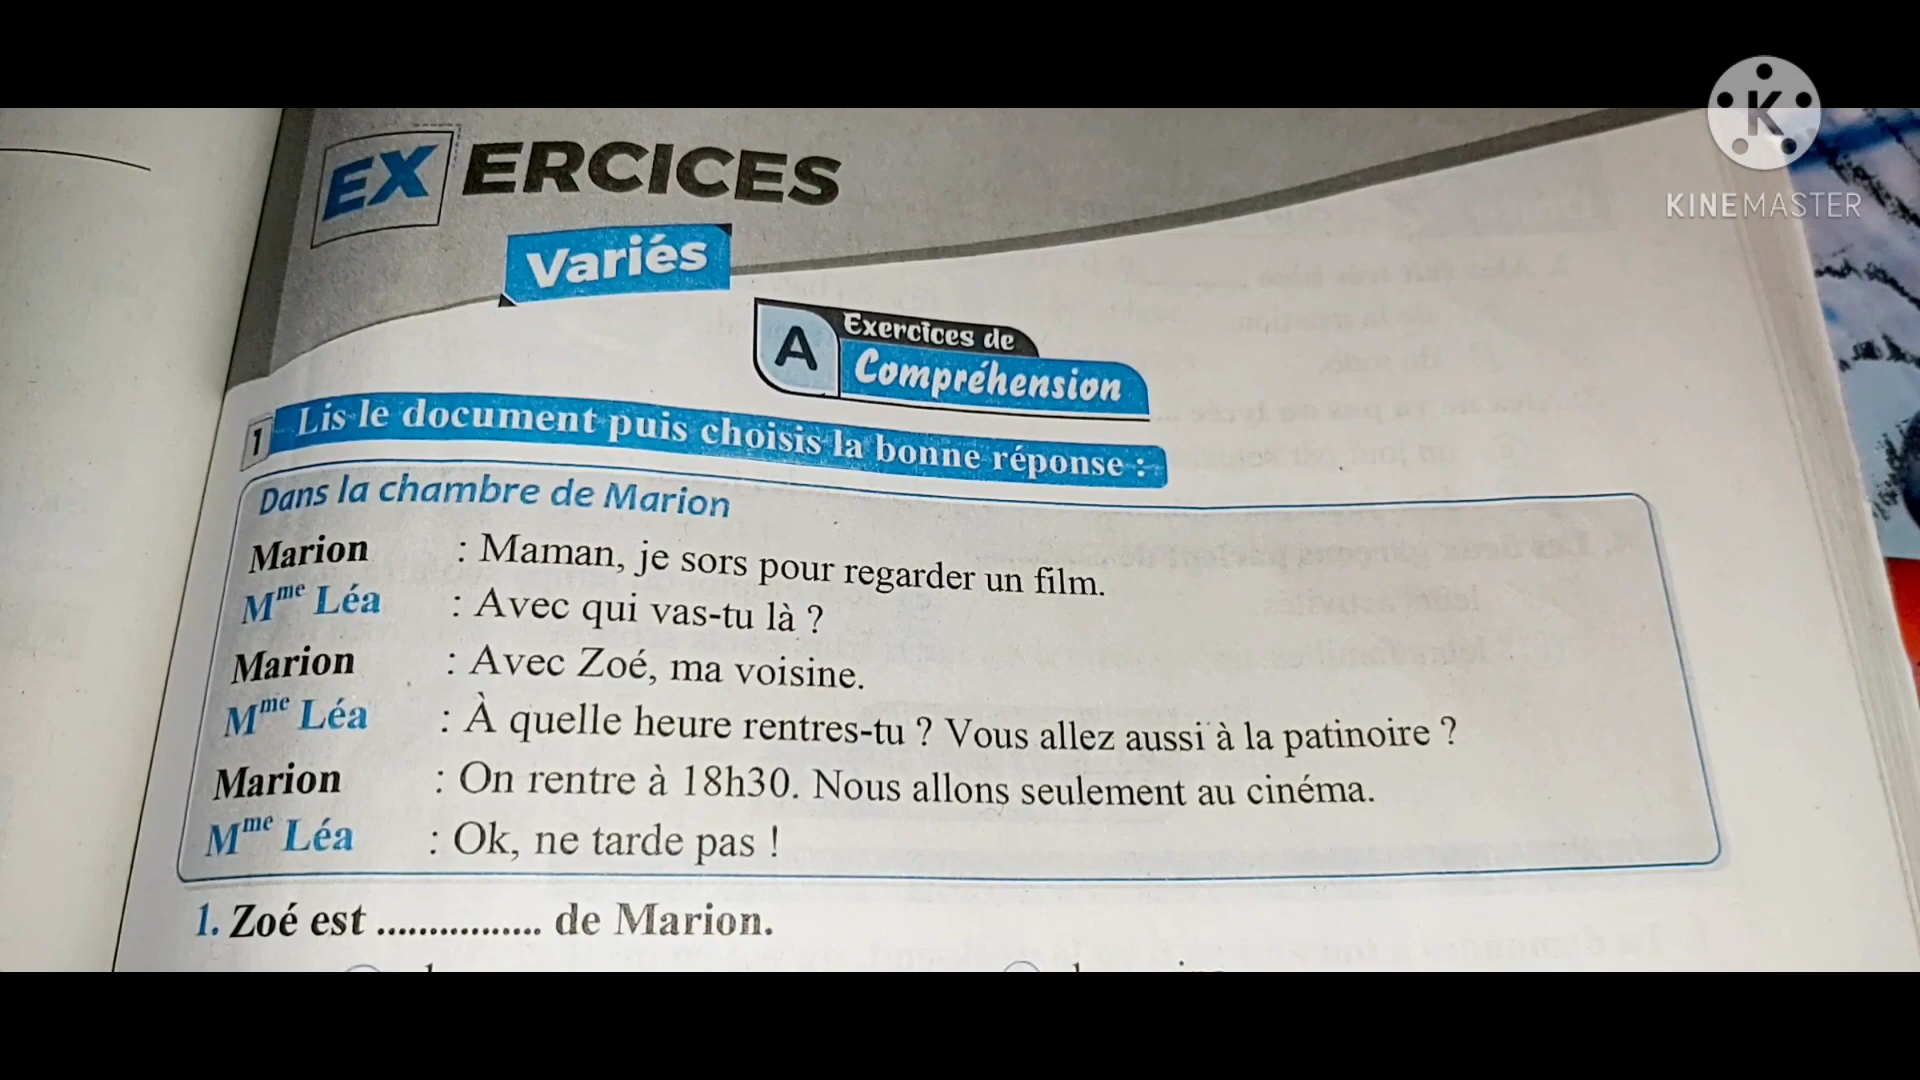 EXERCICES
Variés
A Exercices de
Compréhension
1 Lis le document puis choisis la bonne réponse :
Dans la chambre de Marion
Marion : Maman, je sors pour regarder un film.
Mme Léa : Avec qui vas-tu là ?
Marion : Avec Zoé, ma voisine.
Mme Léa : À quelle heure rentres-tu ? Vous allez aussi à la patinoire ?
Marion : On rentre à 18h30. Nous allons seulement au cinéma.
Mme Léa : Ok, ne tarde pas !
1. Zoé est ................ de Marion.
K
KINEMASTER